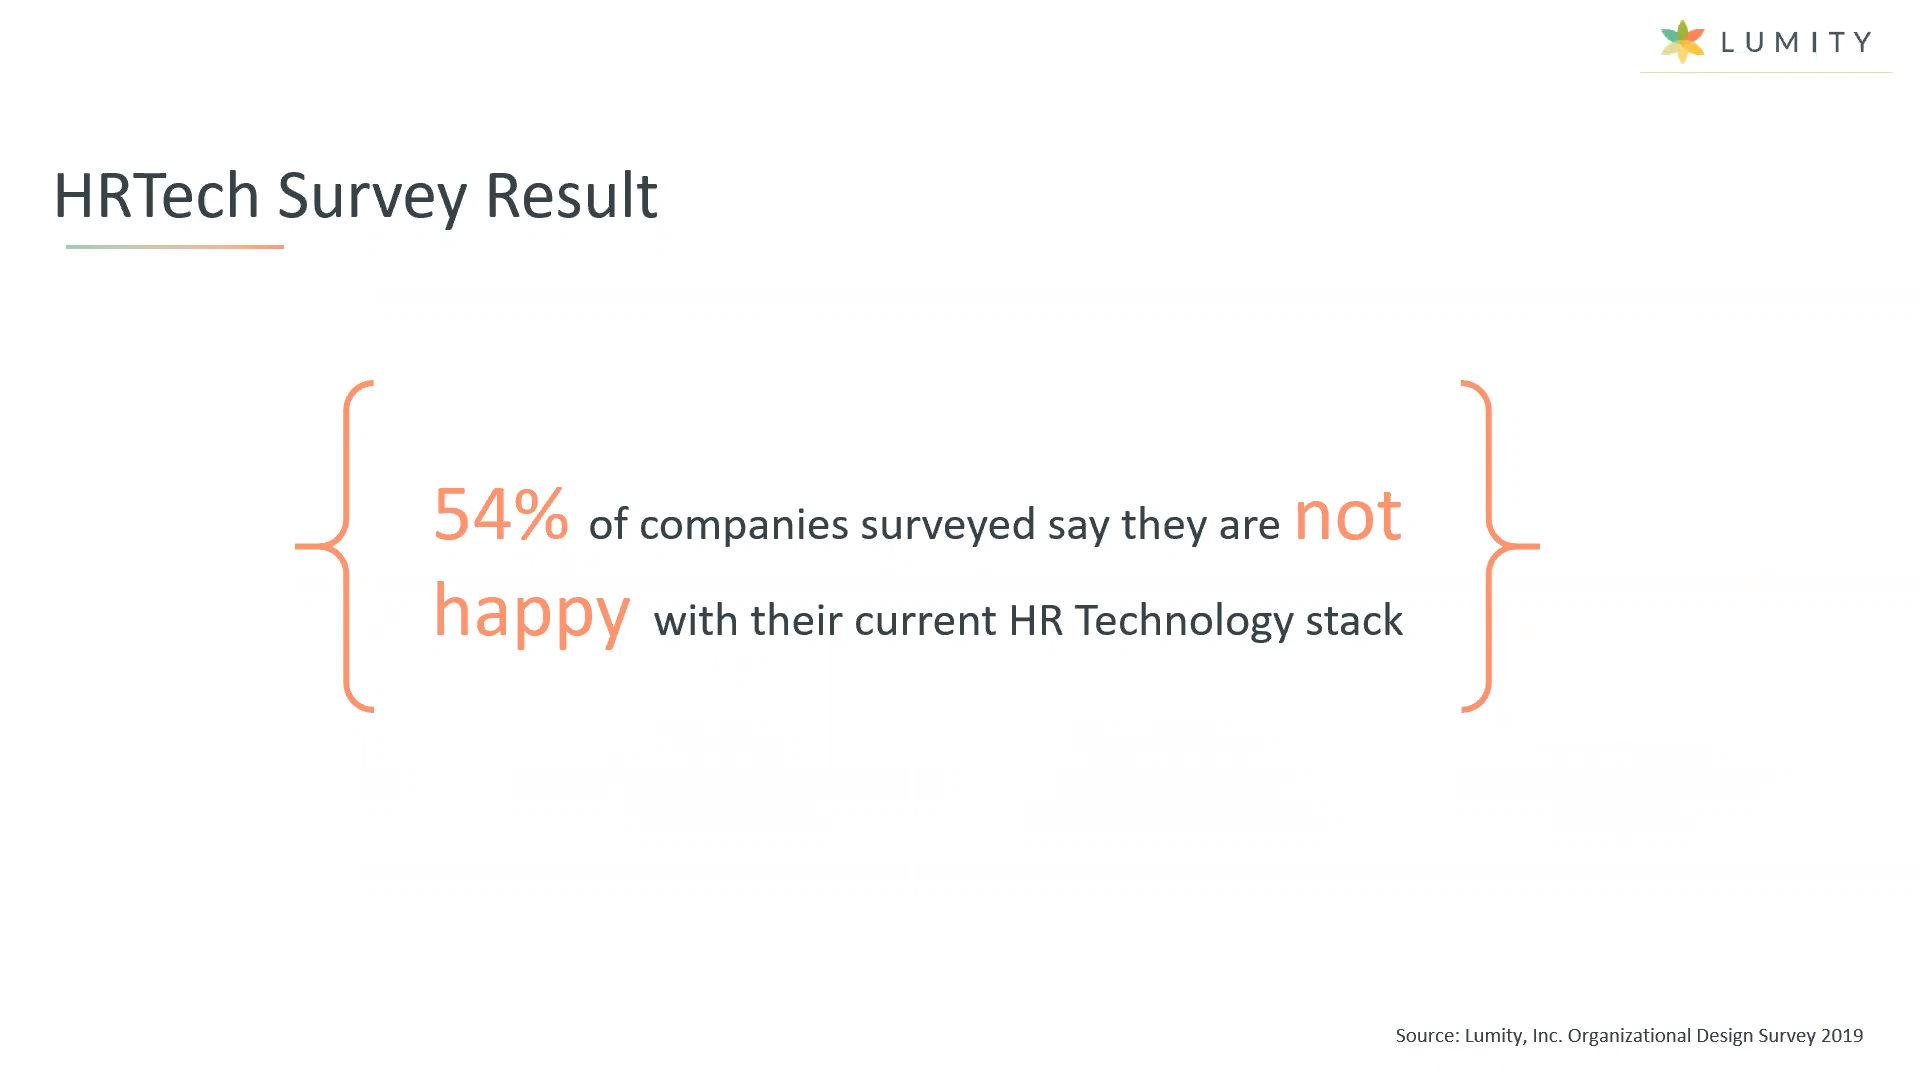 LUMITY
HRTech Survey Result
54% of companies surveyed say they are not
happy with their current HR Technology stack
Source: Lumity, Inc. Organizational Design Survey 2019